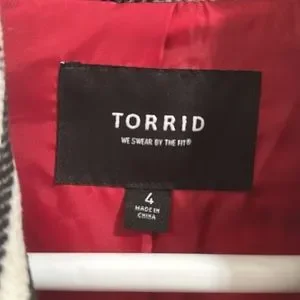 TORRID
WE SWEAR BY THE FIT®
4
MADE IN
CHINA